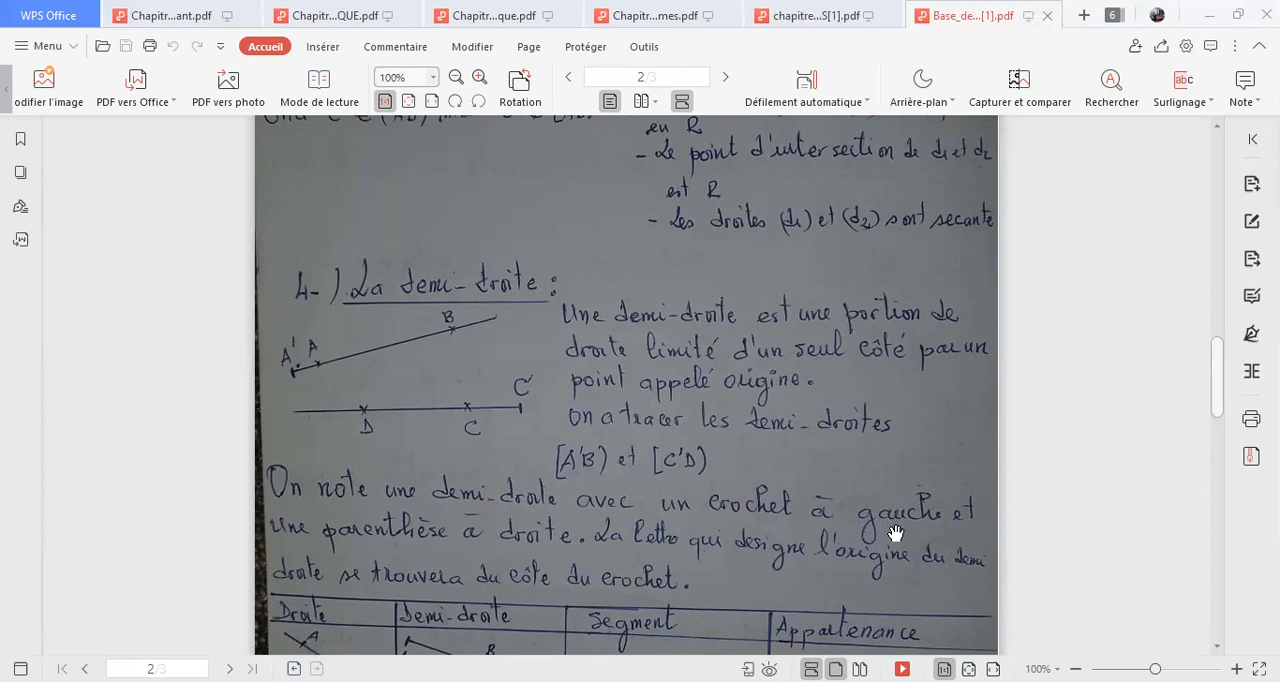 WPS Office
Chapitr...ant.pdf
Chapitr...QUE.pdf
Chapitr...que.pdf
Chapitr...mes.pdf
chapitre...S[1].pdf
Base_de...[1].pdf
6
Menu
Accueil
Insérer
Commentaire
Modifier
Page
Protéger
Outils
odifier l'image
PDF vers Office
PDF vers photo
Mode de lecture
100%
Rotation
2/3
Défilement automatique
Arrière-plan
Capturer et comparer
Rechercher
Surlignage
Note
en R
- Le point d'intersection de d1 et d2
est R
- Les droites (d1) et (d2) sont secante
4-) La demi-droite :
A' A B
Une demi-droite est une portion de
droite limité d'un seul côté par un
point appelé origine.
D C C'
On a tracer les demi-droites
[A'B) et [C'D)
On note une demi-droite avec un crochet à gauche et
une parenthèse à droite. La lettre qui designe l'origine du demi
droite se trouvera du côte du crochet.
Droite Demi-droite Segment Appartenance
A B
2/3
100%